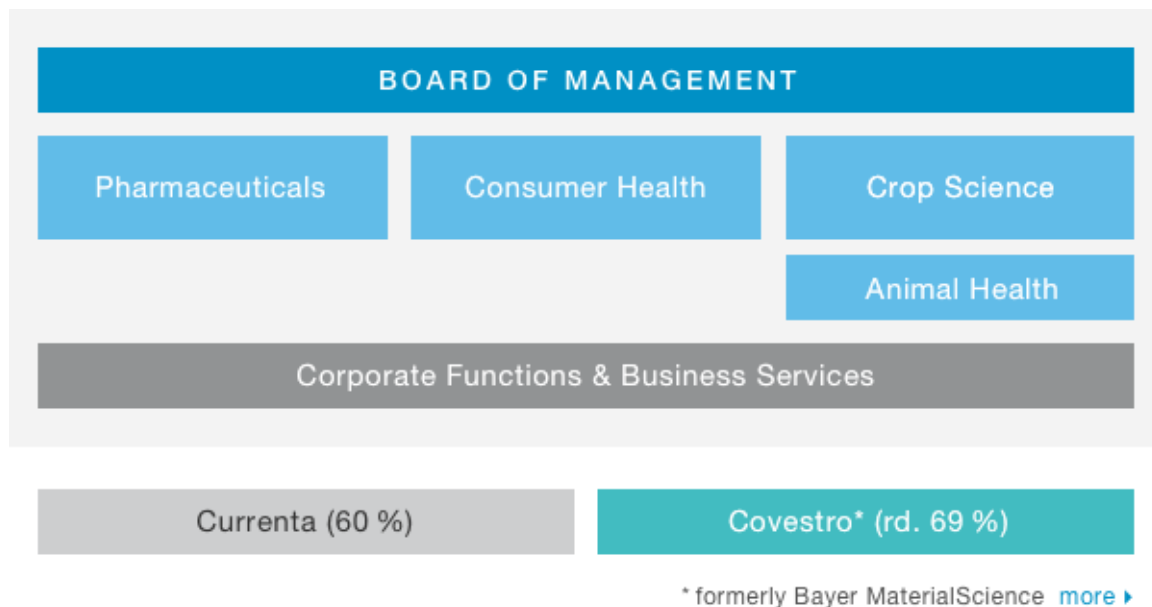 BOARD OF MANAGEMENT
Pharmaceuticals
Consumer Health
Crop Science
Animal Health
Corporate Functions & Business Services
Currenta (60 %)
Covestro* (rd. 69 %)
* formerly Bayer MaterialScience more ▸